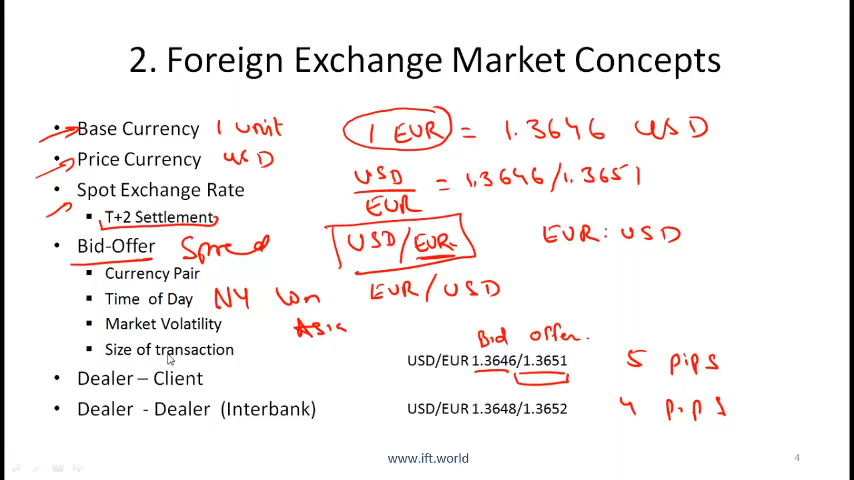 2. Foreign Exchange Market Concepts
• Base Currency 1 unit
1 EUR = 1.3646 USD
• Price Currency USD
USD/EUR = 1.3646/1.3651
• Spot Exchange Rate
▪ T+2 Settlement
USD/EUR
EUR: USD
• Bid-Offer Spread
▪ Currency Pair
▪ Time of Day NY Lon
Asia
EUR/USD
▪ Market Volatility
▪ Size of transaction
Bid offer.
USD/EUR 1.3646/1.3651 5 pips
• Dealer – Client
• Dealer - Dealer (Interbank)
USD/EUR 1.3648/1.3652 4 pips
www.ift.world
4